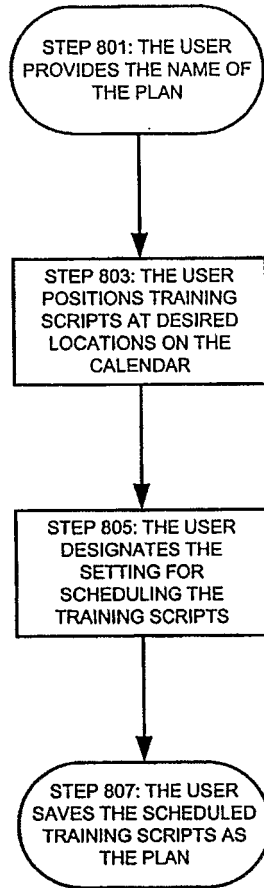 STEP 801: THE USER
PROVIDES THE NAME OF
THE PLAN
STEP 803: THE USER
POSITIONS TRAINING
SCRIPTS AT DESIRED
LOCATIONS ON THE
CALENDAR
STEP 805: THE USER
DESIGNATES THE
SETTING FOR
SCHEDULING THE
TRAINING SCRIPTS
STEP 807: THE USER
SAVES THE SCHEDULED
TRAINING SCRIPTS AS
THE PLAN